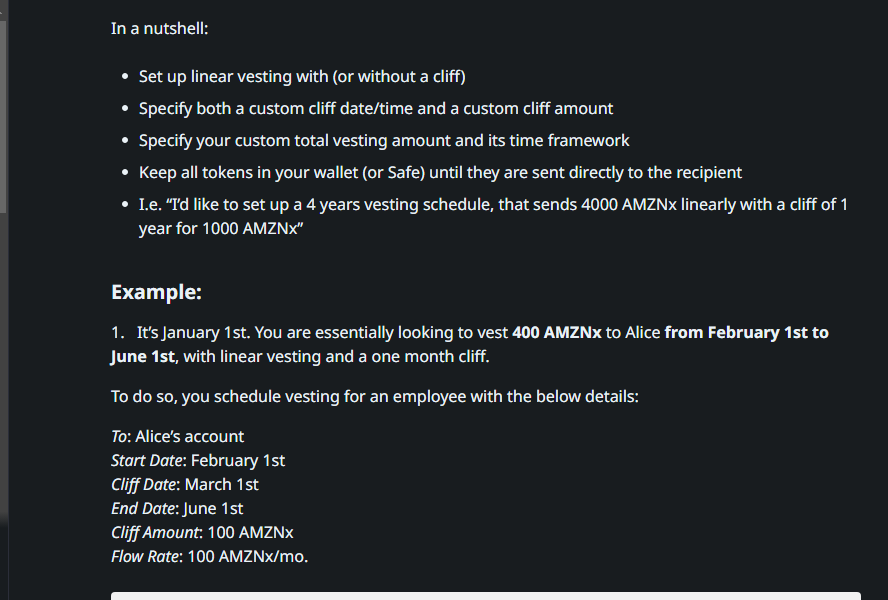 In a nutshell:
• Set up linear vesting with (or without a cliff)
• Specify both a custom cliff date/time and a custom cliff amount
• Specify your custom total vesting amount and its time framework
• Keep all tokens in your wallet (or Safe) until they are sent directly to the recipient
• I.e. “I’d like to set up a 4 years vesting schedule, that sends 4000 AMZNx linearly with a cliff of 1
year for 1000 AMZNx”
Example:
1. It’s January 1st. You are essentially looking to vest 400 AMZNx to Alice from February 1st to
June 1st, with linear vesting and a one month cliff.
To do so, you schedule vesting for an employee with the below details:
To: Alice’s account
Start Date: February 1st
Cliff Date: March 1st
End Date: June 1st
Cliff Amount: 100 AMZNx
Flow Rate: 100 AMZNx/mo.